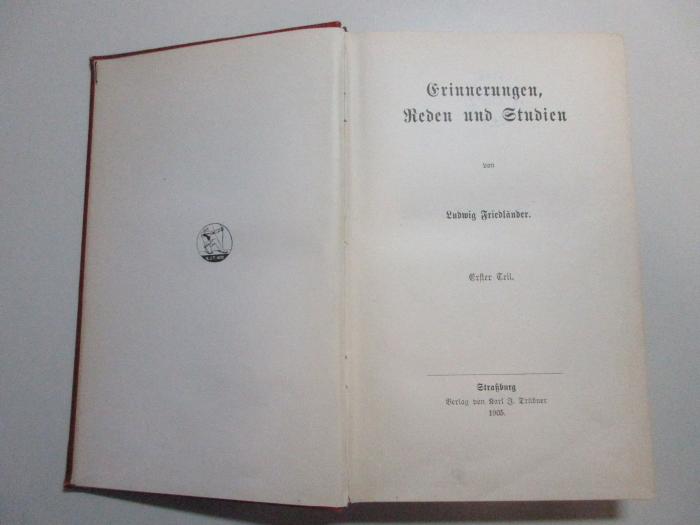 Erinnerungen,
Reden und Studien
von
Ludwig Friedländer.
Erster Teil.
Straßburg
Verlag von Karl J. Trübner
1905.